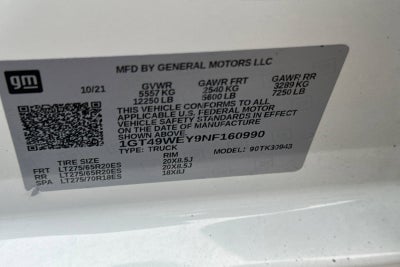 gm
MFD BY GENERAL MOTORS LLC
10/21 GVWR GAWR FRT GAWR RR
5557 KG 2540 KG 3289 KG
12250 LB 5600 LB 7250 LB
THIS VEHICLE CONFORMS TO ALL
APPLICABLE U.S. FEDERAL MOTOR
VEHICLE SAFETY STANDARDS IN EFFECT
ON THE DATE OF MANUFACTURE
SHOWN ABOVE
1GT49WEY9NF160990
TYPE: TRUCK MODEL: TK30943
TIRE SIZE RIM
FRT LT275/65R20ES 20X8.5J
RR LT275/65R20ES 20X8.5J
SPA LT275/70R18ES 18X8J